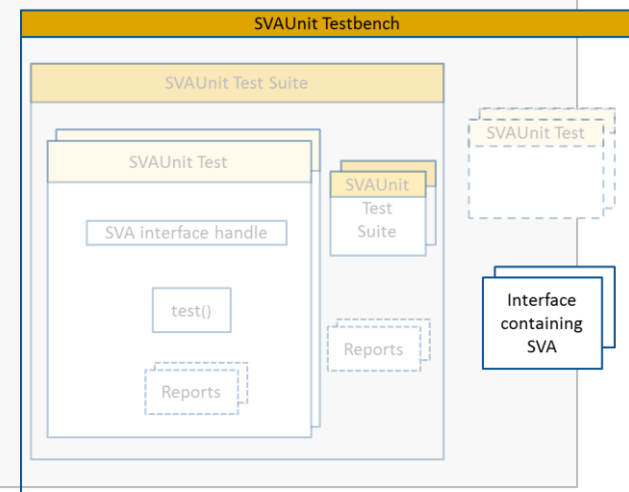 SVAUnit Testbench
SVAUnit Test Suite
SVAUnit Test
SVAUnit Test
SVAUnit
Test
Suite
SVA interface handle
test()
Interface
containing
SVA
Reports
Reports